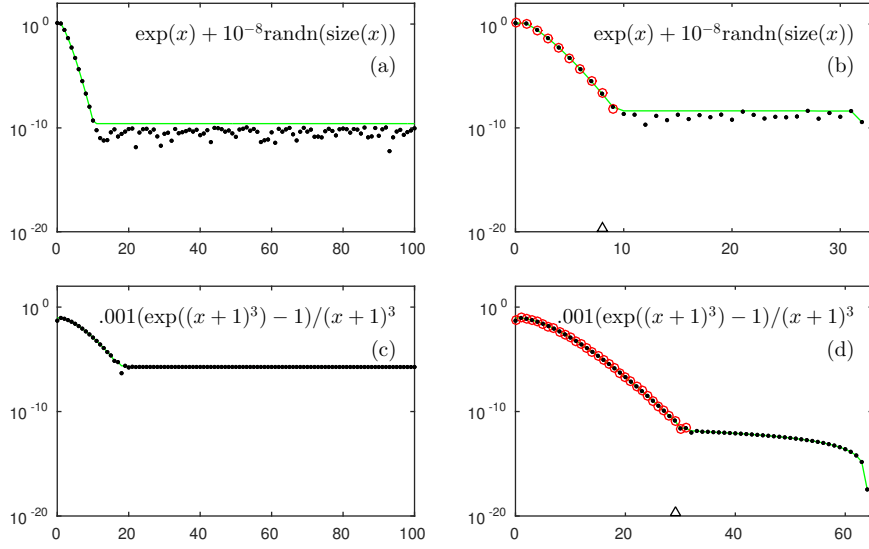 10^0
10^-10
10^-20
0 20 40 60 80 100
exp(x) + 10^-8 randn(size(x))
(a)
10^0
10^-10
10^-20
0 10 20 30
exp(x) + 10^-8 randn(size(x))
(b)
10^0
10^-10
10^-20
0 20 40 60 80 100
.001(exp((x + 1)^3) − 1)/(x + 1)^3
(c)
10^0
10^-10
10^-20
0 20 40 60
.001(exp((x + 1)^3) − 1)/(x + 1)^3
(d)